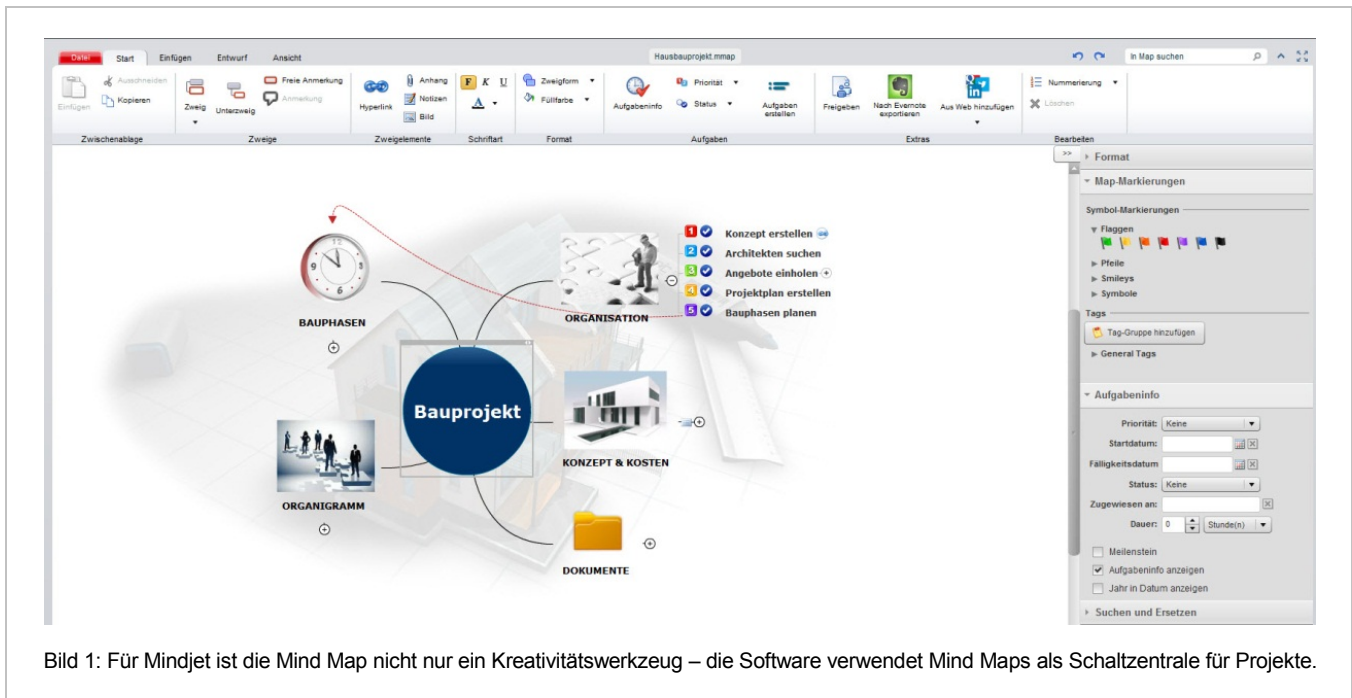 Datei Start Einfügen Entwurf Ansicht Hausbauprojekt.mmap In Map suchen
Einfügen Ausschneiden Kopieren
Zweig Unterzweig Freie Anmerkung Anmerkung
Hyperlink Anhang Notizen Bild
F K U A
Zweigform Füllfarbe
Aufgabeninfo Priorität Status Aufgaben erstellen
Freigeben Nach Evernote exportieren Aus Web hinzufügen
Nummerierung Löschen
Zwischenablage Zweige Zweigelemente Schriftart Format Aufgaben Extras Bearbeiten
>>
12
9 3
6
BAUPHASEN
ORGANISATION
1 Konzept erstellen
2 Architekten suchen
3 Angebote einholen
4 Projektplan erstellen
5 Bauphasen planen
Bauprojekt
KONZEPT & KOSTEN
ORGANIGRAMM
DOKUMENTE
Format
Map-Markierungen
Symbol-Markierungen
Flaggen
Pfeile
Smileys
Symbole
Tags
Tag-Gruppe hinzufügen
General Tags
Aufgabeninfo
Priorität: Keine
Startdatum:
Fälligkeitsdatum
Status: Keine
Zugewiesen an:
Dauer: 0 Stunde(n)
Meilenstein
Aufgabeninfo anzeigen
Jahr in Datum anzeigen
Suchen und Ersetzen
Bild 1: Für Mindjet ist die Mind Map nicht nur ein Kreativitätswerkzeug – die Software verwendet Mind Maps als Schaltzentrale für Projekte.